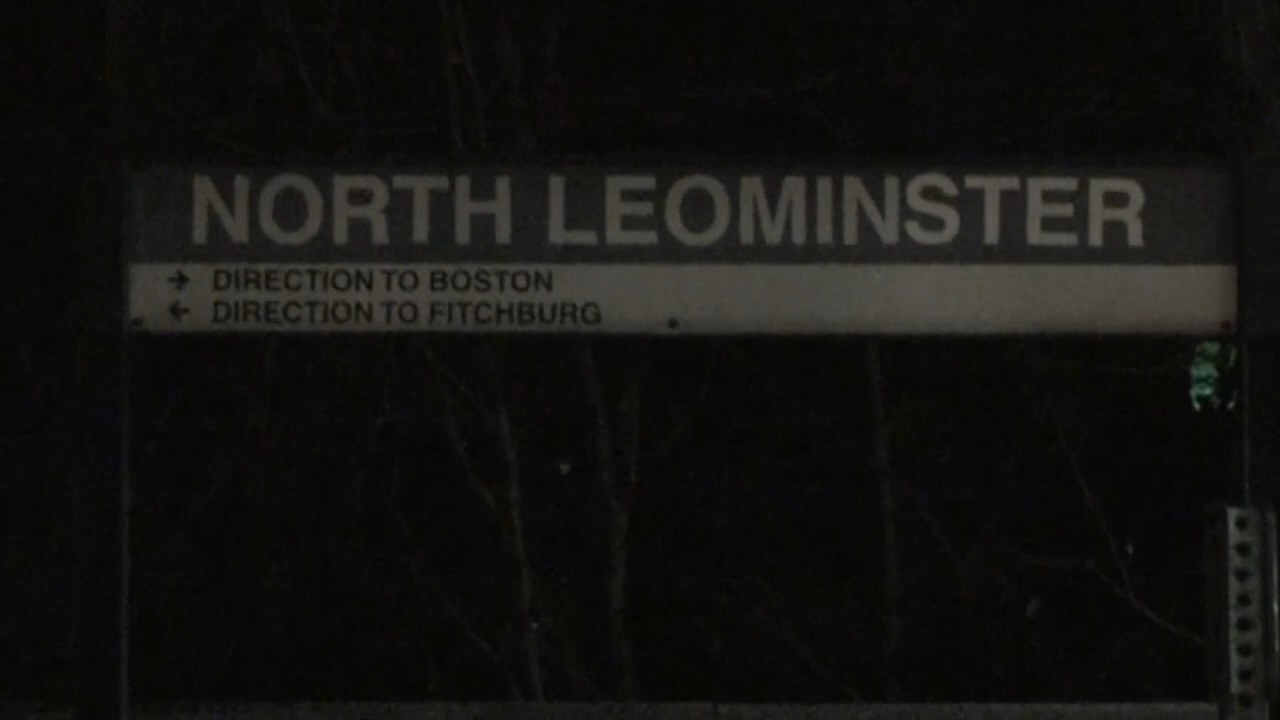 NORTH LEOMINSTER
→ DIRECTION TO BOSTON
← DIRECTION TO FITCHBURG